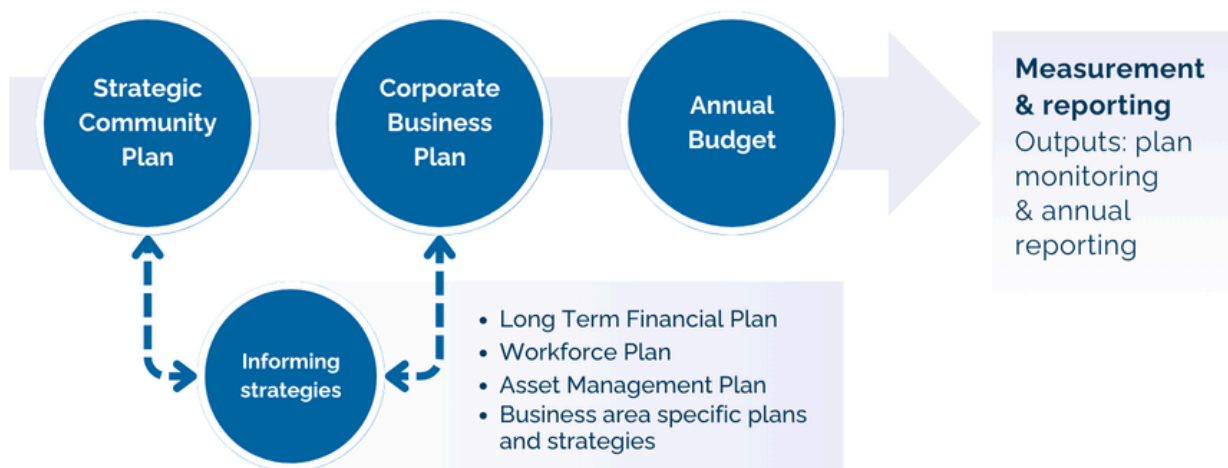 Strategic
Community
Plan
Corporate
Business
Plan
Annual
Budget
Measurement
& reporting
Outputs: plan
monitoring
& annual
reporting
Informing
strategies
• Long Term Financial Plan
• Workforce Plan
• Asset Management Plan
• Business area specific plans
and strategies